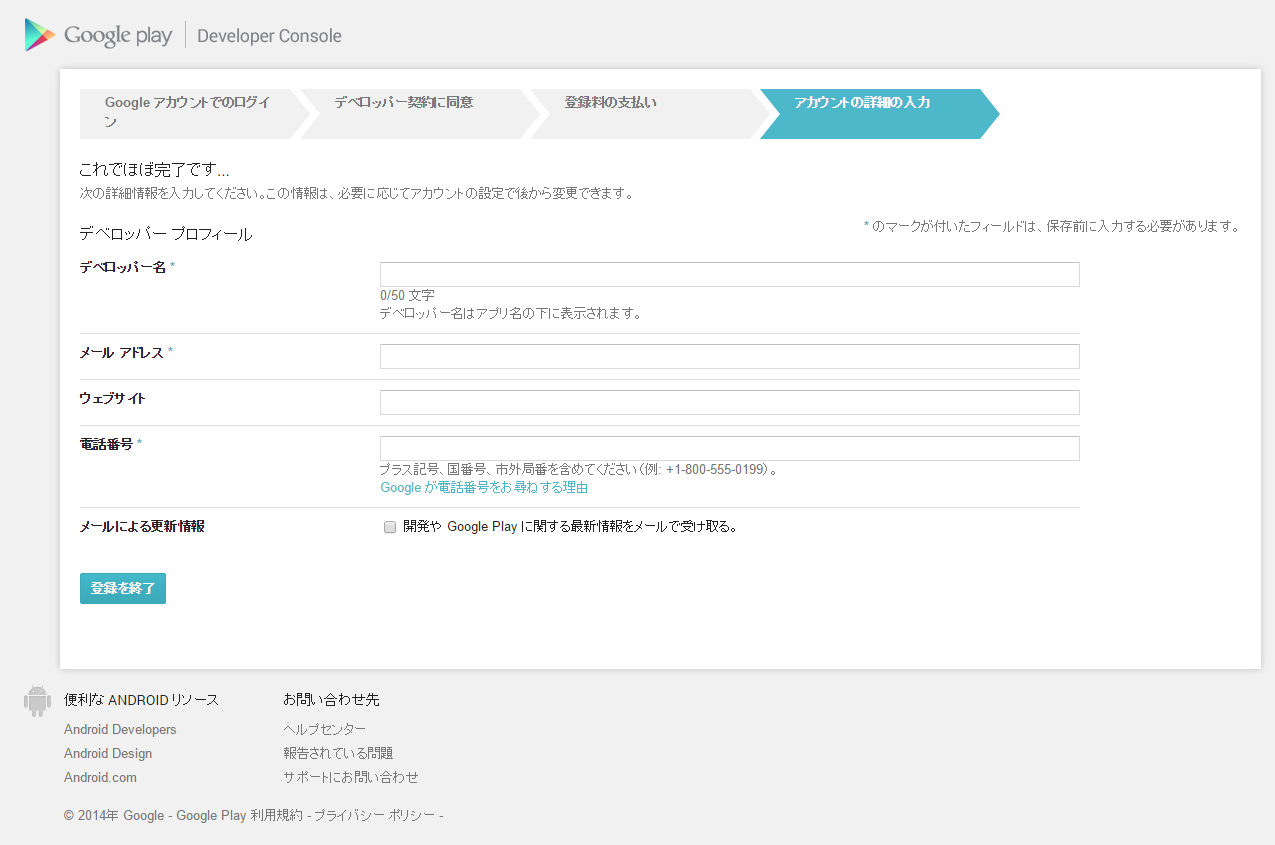 Google play Developer Console
Google アカウントでのログイ
ン
デベロッパー契約に同意
登録料の支払い
アカウントの詳細の入力
これでほぼ完了です...
次の詳細情報を入力してください。この情報は、必要に応じてアカウントの設定で後から変更できます。
* のマークが付いたフィールドは、保存前に入力する必要があります。
デベロッパー プロフィール
デベロッパー名 *
0/50 文字
デベロッパー名はアプリ名の下に表示されます。
メール アドレス *
ウェブサイト
電話番号 *
プラス記号、国番号、市外局番を含めてください（例: +1-800-555-0199）。
Google が電話番号をお尋ねする理由
メールによる更新情報
開発や Google Play に関する最新情報をメールで受け取る。
登録を終了
便利な ANDROID リソース
Android Developers
Android Design
Android.com
お問い合わせ先
ヘルプセンター
報告されている問題
サポートにお問い合わせ
© 2014年 Google - Google Play 利用規約 - プライバシー ポリシー -